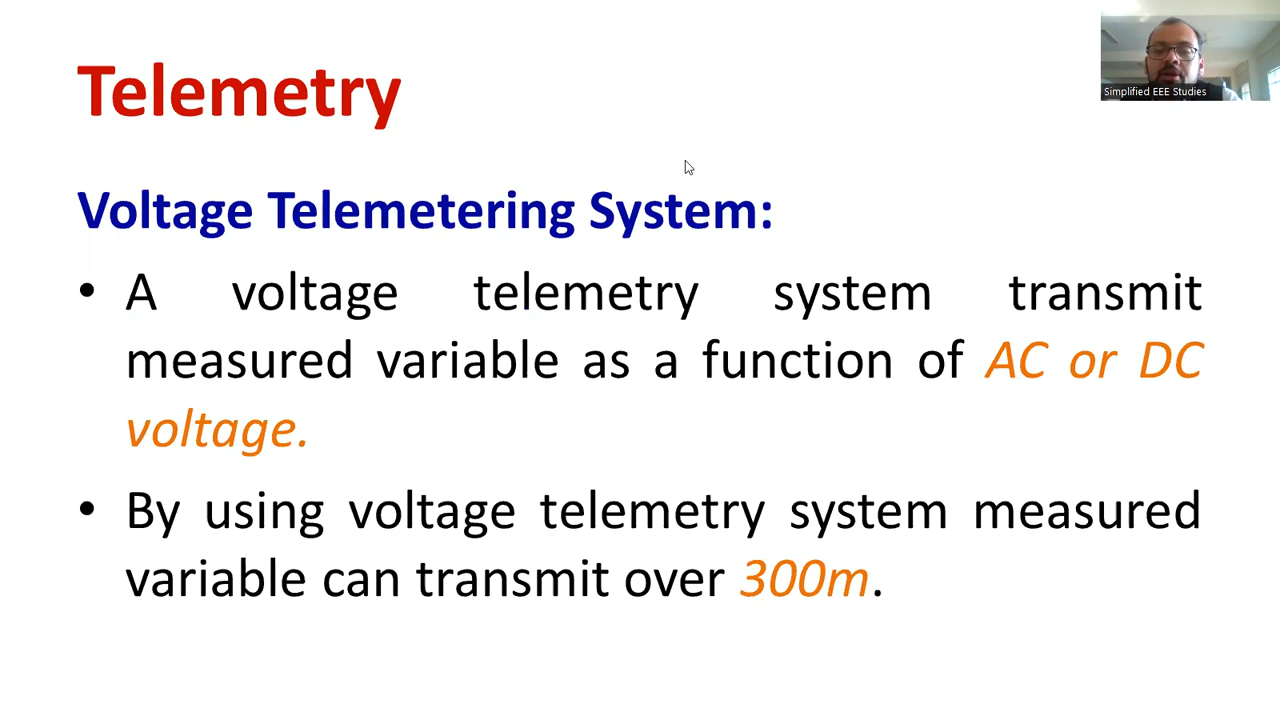 Telemetry
Simplified EEE Studies
Voltage Telemetering System:
• A voltage telemetry system transmit
measured variable as a function of AC or DC
voltage.
• By using voltage telemetry system measured
variable can transmit over 300m.